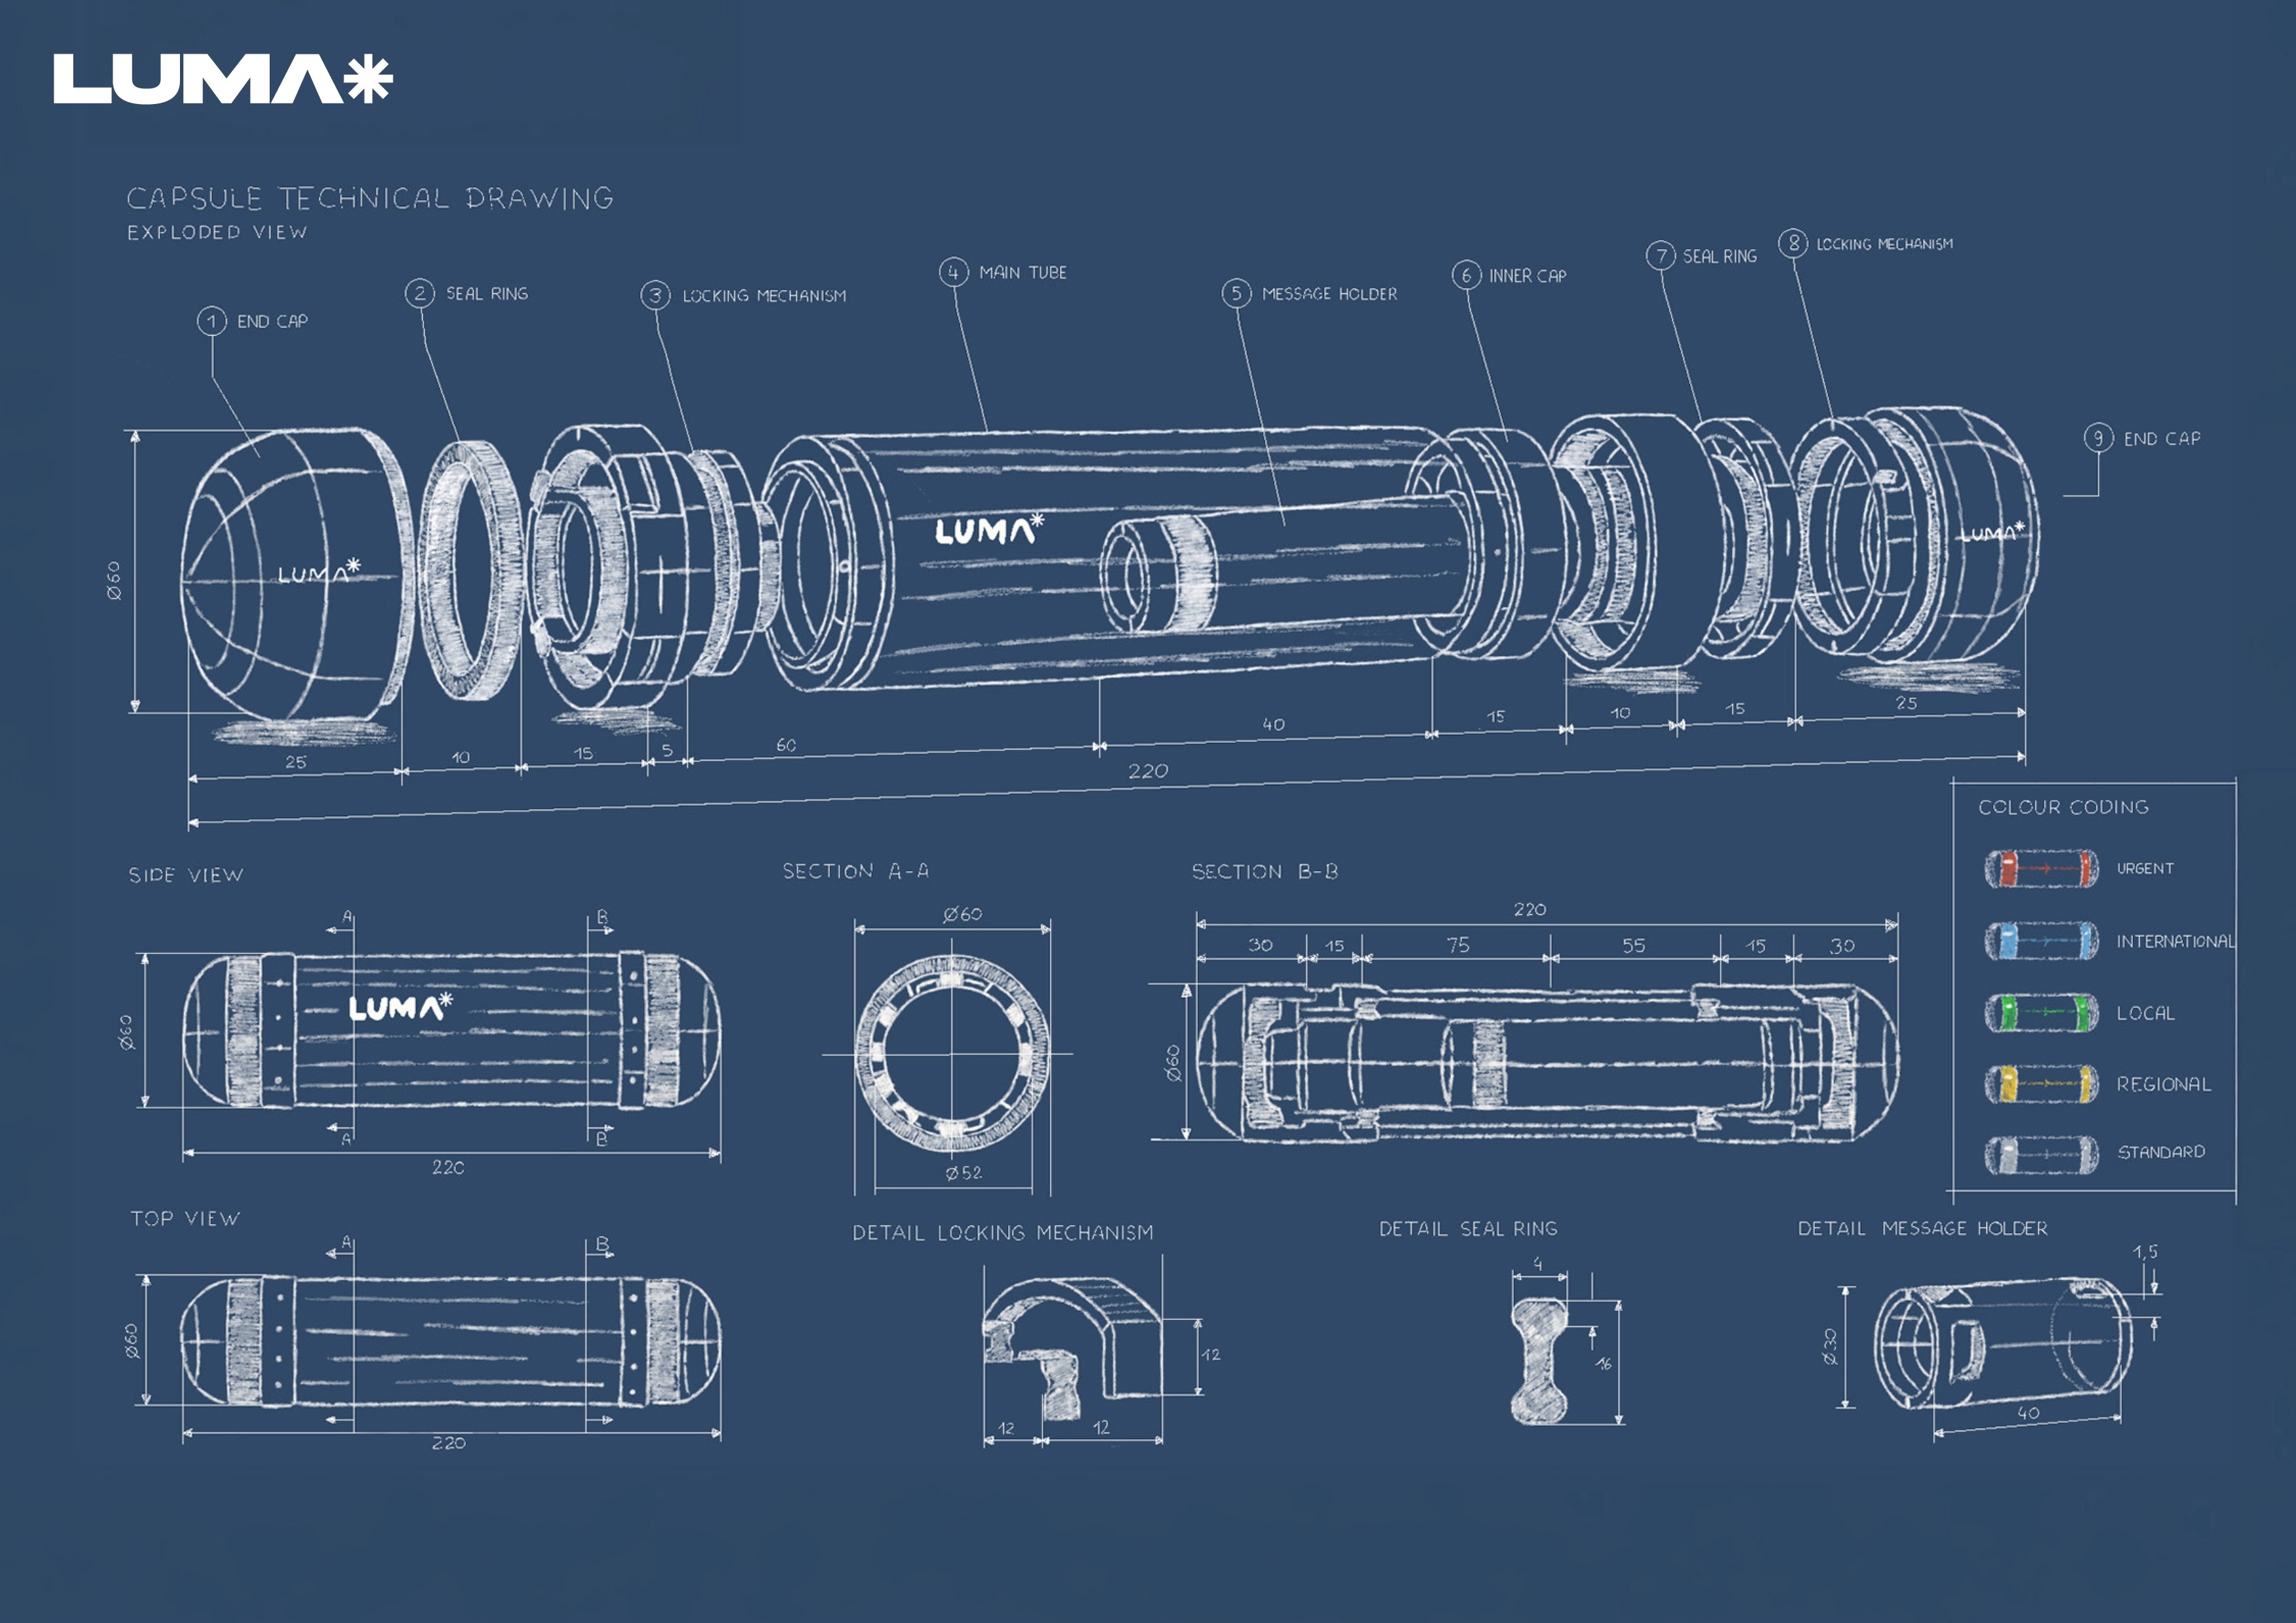 LUMA*
CAPSULE TECHNICAL DRAWING
EXPLODED VIEW
1 END CAP
2 SEAL RING
3 LOCKING MECHANISM
4 MAIN TUBE
5 MESSAGE HOLDER
6 INNER CAP
7 SEAL RING
8 LOCKING MECHANISM
9 END CAP
Ø60
LUMA*
LUMA*
LUMA*
25
10
15
5
60
40
15
10
15
25
220
COLOUR CODING
URGENT
INTERNATIONAL
LOCAL
REGIONAL
STANDARD
SIDE VIEW
A
B
Ø60
LUMA*
A
B
220
SECTION A-A
Ø60
Ø52
SECTION B-B
220
30
15
75
55
15
30
Ø60
TOP VIEW
A
B
Ø60
220
DETAIL LOCKING MECHANISM
12
12
12
DETAIL SEAL RING
4
16
DETAIL MESSAGE HOLDER
1,5
Ø30
40